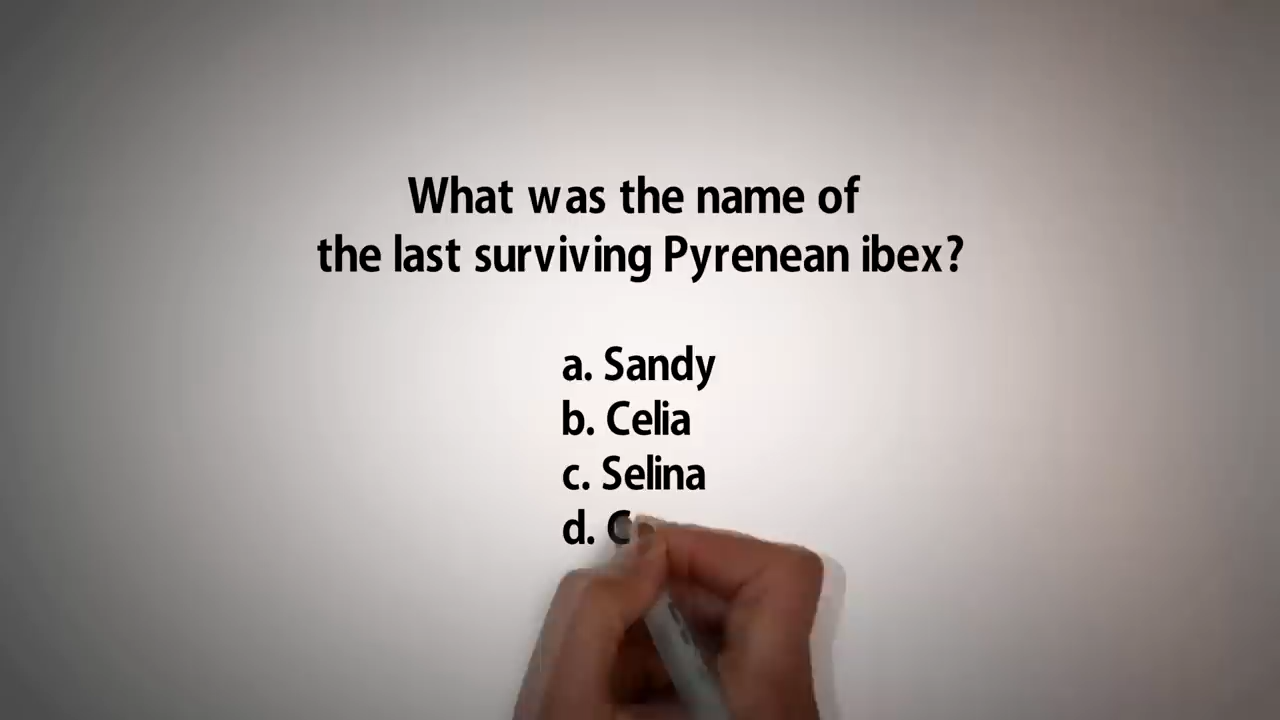 What was the name of
the last surviving Pyrenean ibex?
a. Sandy
b. Celia
c. Selina
d. C